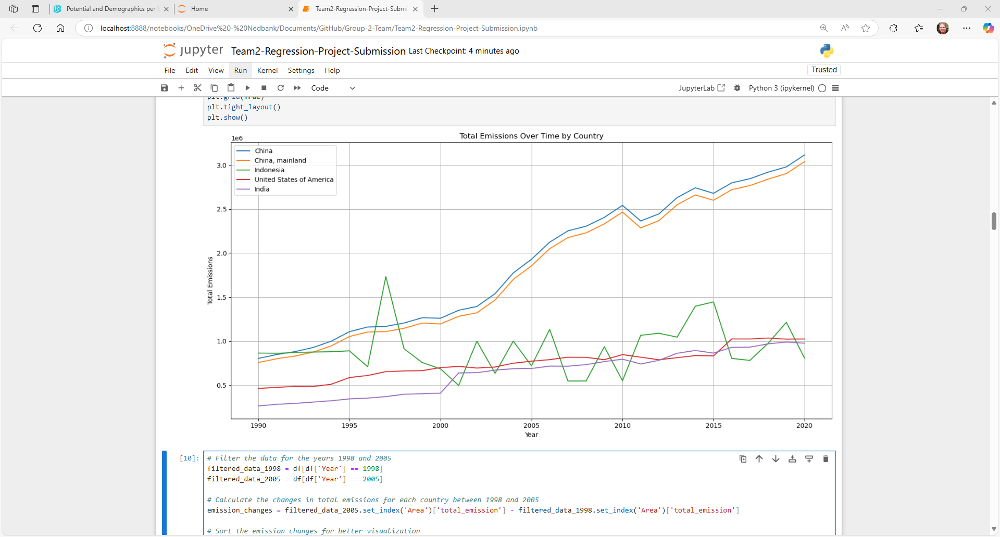 Potential and Demographics per S
Home
Team2-Regression-Project-Submi
localhost:8888/notebooks/OneDrive%20-%20Nedbank/Documents/GitHub/Group-2-Team/Team2-Regression-Project-Submission.ipynb
jupyter Team2-Regression-Project-Submission Last Checkpoint: 4 minutes ago
File Edit View Run Kernel Settings Help
Trusted
Code
JupyterLab
Python 3 (ipykernel)
plt.grid(True)
plt.tight_layout()
plt.show()
Total Emissions Over Time by Country
1e6
China
China, mainland
Indonesia
United States of America
India
3.0
2.5
2.0
1.5
1.0
0.5
Total Emissions
1990 1995 2000 2005 2010 2015 2020
Year
[10]:
# Filter the data for the years 1998 and 2005
filtered_data_1998 = df[df['Year'] == 1998]
filtered_data_2005 = df[df['Year'] == 2005]
# Calculate the changes in total emissions for each country between 1998 and 2005
emission_changes = filtered_data_2005.set_index('Area')['total_emission'] - filtered_data_1998.set_index('Area')['total_emission']
# Sort the emission changes for better visualization